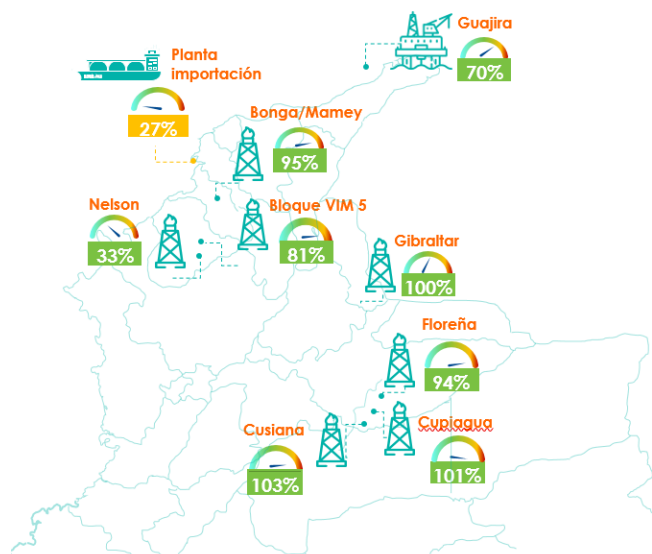 Guajira
70%
Planta
importación
27%
Bonga/Mamey
95%
Nelson
33%
Bloque VIM 5
81%
Gibraltar
100%
Floreña
94%
Cusiana
103%
Cupiagua
101%